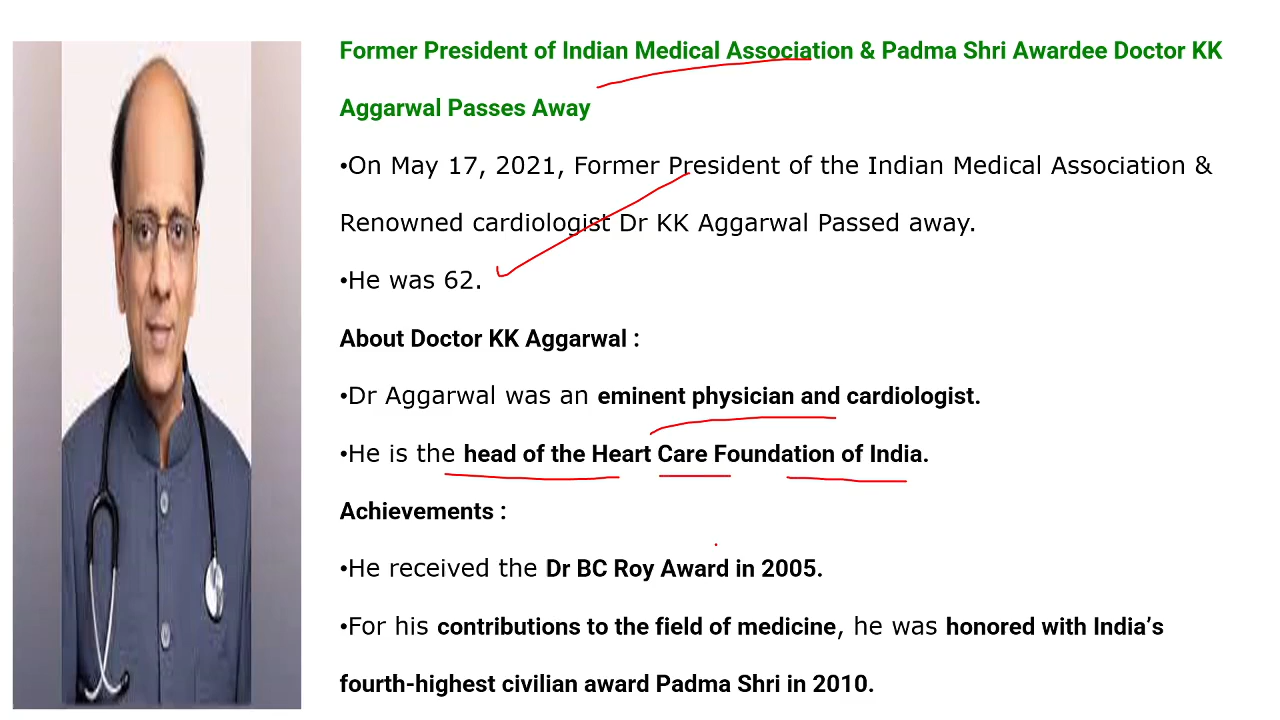 Former President of Indian Medical Association & Padma Shri Awardee Doctor KK
Aggarwal Passes Away
•On May 17, 2021, Former President of the Indian Medical Association &
Renowned cardiologist Dr KK Aggarwal Passed away.
•He was 62.
About Doctor KK Aggarwal :
•Dr Aggarwal was an eminent physician and cardiologist.
•He is the head of the Heart Care Foundation of India.
Achievements :
•He received the Dr BC Roy Award in 2005.
•For his contributions to the field of medicine, he was honored with India’s
fourth-highest civilian award Padma Shri in 2010.